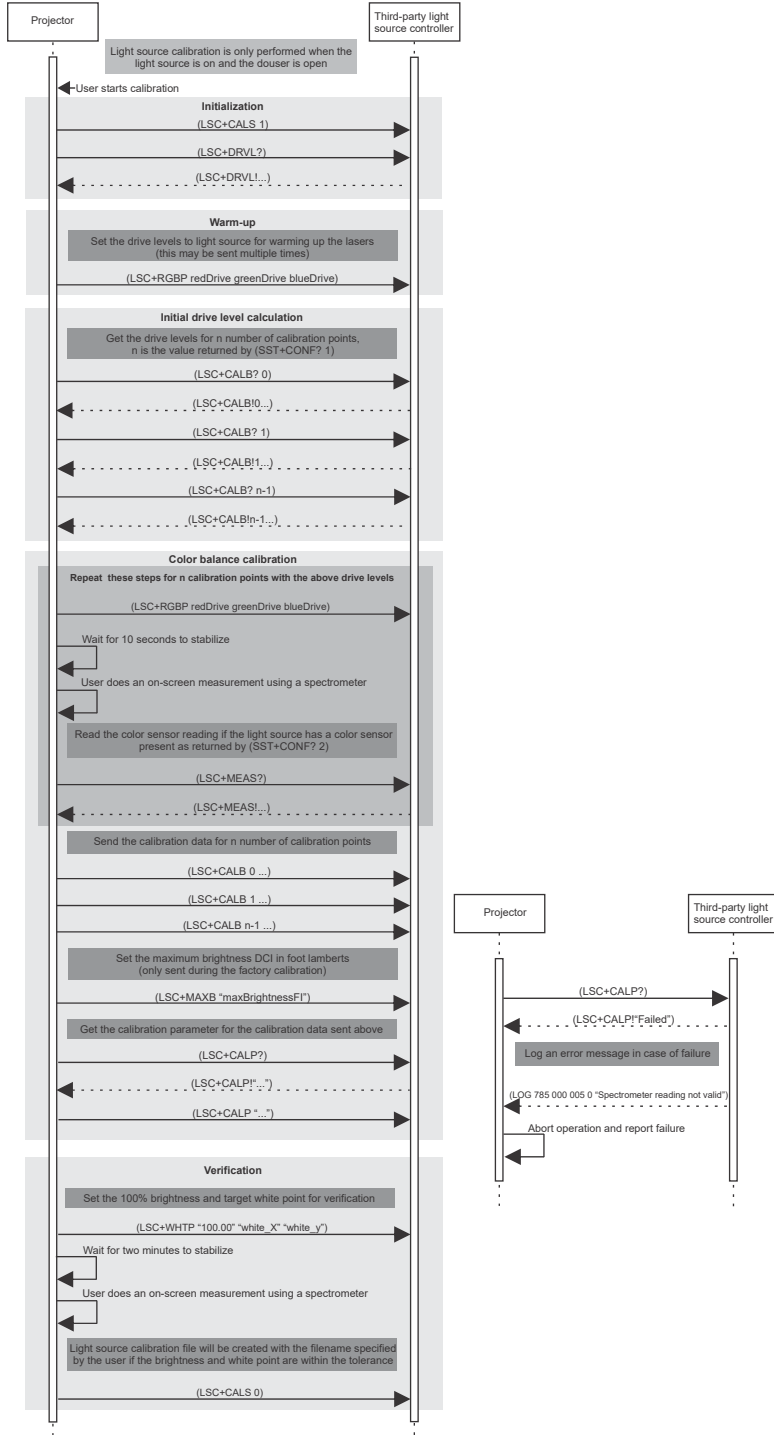 Projector
Third-party light
source controller
Light source calibration is only performed when the
light source is on and the douser is open
User starts calibration
Initialization
(LSC+CALS 1)
(LSC+DRVL?)
(LSC+DRVL!...)
Warm-up
Set the drive levels to light source for warming up the lasers
(this may be sent multiple times)
(LSC+RGBP redDrive greenDrive blueDrive)
Initial drive level calculation
Get the drive levels for n number of calibration points,
n is the value returned by (SST+CONF? 1)
(LSC+CALB? 0)
(LSC+CALB!0...)
(LSC+CALB? 1)
(LSC+CALB!1...)
(LSC+CALB? n-1)
(LSC+CALB!n-1...)
Color balance calibration
Repeat these steps for n calibration points with the above drive levels
(LSC+RGBP redDrive greenDrive blueDrive)
Wait for 10 seconds to stabilize
User does an on-screen measurement using a spectrometer
Read the color sensor reading if the light source has a color sensor
present as returned by (SST+CONF? 2)
(LSC+MEAS?)
(LSC+MEAS!...)
Send the calibration data for n number of calibration points
(LSC+CALB 0 ...)
(LSC+CALB 1 ...)
(LSC+CALB n-1 ...)
Set the maximum brightness DCI in foot lamberts
(only sent during the factory calibration)
(LSC+MAXB “maxBrightnessFl”)
Get the calibration parameter for the calibration data sent above
(LSC+CALP?)
(LSC+CALP!“...”)
(LSC+CALP “...”)
Verification
Set the 100% brightness and target white point for verification
(LSC+WHTP “100.00” “white_X” “white_y”)
Wait for two minutes to stabilize
User does an on-screen measurement using a spectrometer
Light source calibration file will be created with the filename specified
by the user if the brightness and white point are within the tolerance
(LSC+CALS 0)
Projector
Third-party light
source controller
(LSC+CALP?)
(LSC+CALP!“Failed”)
Log an error message in case of failure
(LOG 785 000 005 0 “Spectrometer reading not valid”)
Abort operation and report failure